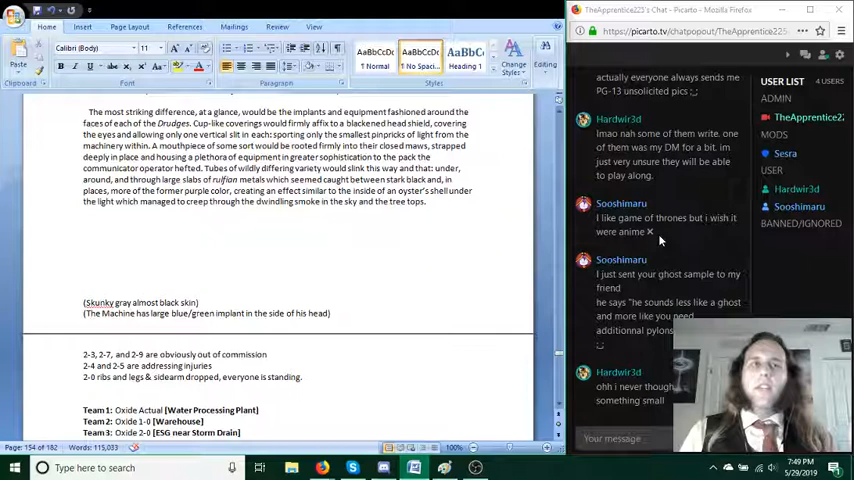 TheApprentice225's Chat - Picarto - Mozilla Firefox
Home Insert Page Layout References Mailings Review View
https://picarto.tv/chatpopout/TheApprentice225
Calibri (Body) 11
Paste
Clipboard Font Paragraph Styles
AaBbCcDc AaBbCcDc AaBbCc
¶ Normal ¶ No Spaci... Heading 1
Change Styles
Editing
The most striking difference, at a glance, would be the implants and equipment fashioned around the
faces of each of the Drudges. Cup-like coverings would firmly affix to a blackened head shield, covering
the eyes and allowing only one vertical slit in each: sporting only the smallest pinpricks of light from the
machinery within. A mouthpiece of some sort would be rooted firmly into their closed maws, strapped
deeply in place and housing a plethora of equipment in greater sophistication to the pack the
communicator operator hefted. Tubes of wildly differing variety would slink this way and that: under,
around, and through large slabs of rulfian metals which seemed caught between stark black and, in
places, more of the former purple color, creating an effect similar to the inside of an oyster's shell under
the light which managed to creep through the dwindling smoke in the sky and the tree tops.
(Skunky gray almost black skin)
(The Machine has large blue/green implant in the side of his head)
2-3, 2-7, and 2-9 are obviously out of commission
2-4 and 2-5 are addressing injuries
2-0 ribs and legs & sidearm dropped, everyone is standing.
Team 1: Oxide Actual [Water Processing Plant]
Team 2: Oxide 1-0 [Warehouse]
Team 3: Oxide 2-0 [ESG near Storm Drain]
Page: 154 of 182 Words: 115,033 100%
actually everyone always sends me
PG-13 unsolicited pics ;_;
Hardwir3d
lmao nah some of them write. one
of them was my DM for a bit. im
just very unsure they will be able
to play along.
Sooshimaru
I like game of thrones but i wish it
were anime
Sooshimaru
I just sent your ghost sample to my
friend
he says "he sounds less like a ghost
and more like you need
additionnal pylons
;_;
Hardwir3d
ohh i never though
something small
Your message
USER LIST 4 USERS
ADMIN
TheApprentice2
MODS
Sesra
USER
Hardwir3d
Sooshimaru
BANNED/IGNORED
Type here to search
7:49 PM
5/29/2019